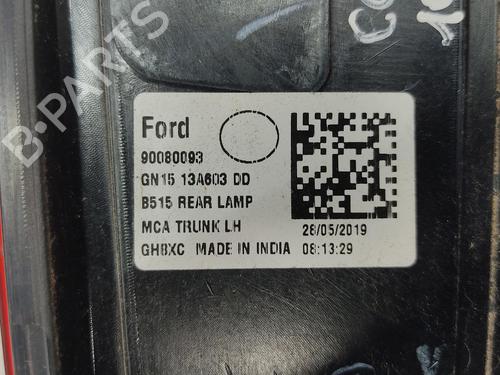 Ford
90080093
GN15 13A603 DD
B515 REAR LAMP
MCA TRUNK LH 28/05/2019
GHBXC MADE IN INDIA 08:13:29
B-PARTS